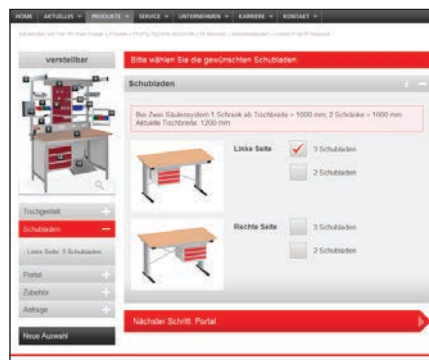 HOME AKTUELLES PRODUKTE SERVICE UNTERNEHMEN KARRIERE KONTAKT
verstellbar
Bitte wählen Sie die gewünschten Schubladen:
Schubladen
Bei Zwei-Säulensystem 1 Schrank ab Tischbreite > 1000 mm; 2 Schränke > 1600 mm.
Aktuelle Tischbreite: 1200 mm
Linke Seite
3 Schubladen
2 Schubladen
Rechte Seite
3 Schubladen
2 Schubladen
Tischgestell
Schubladen
- Linke Seite: 3 Schubladen
Portal
Zubehör
Anfrage
Neue Auswahl
Nächster Schritt: Portal